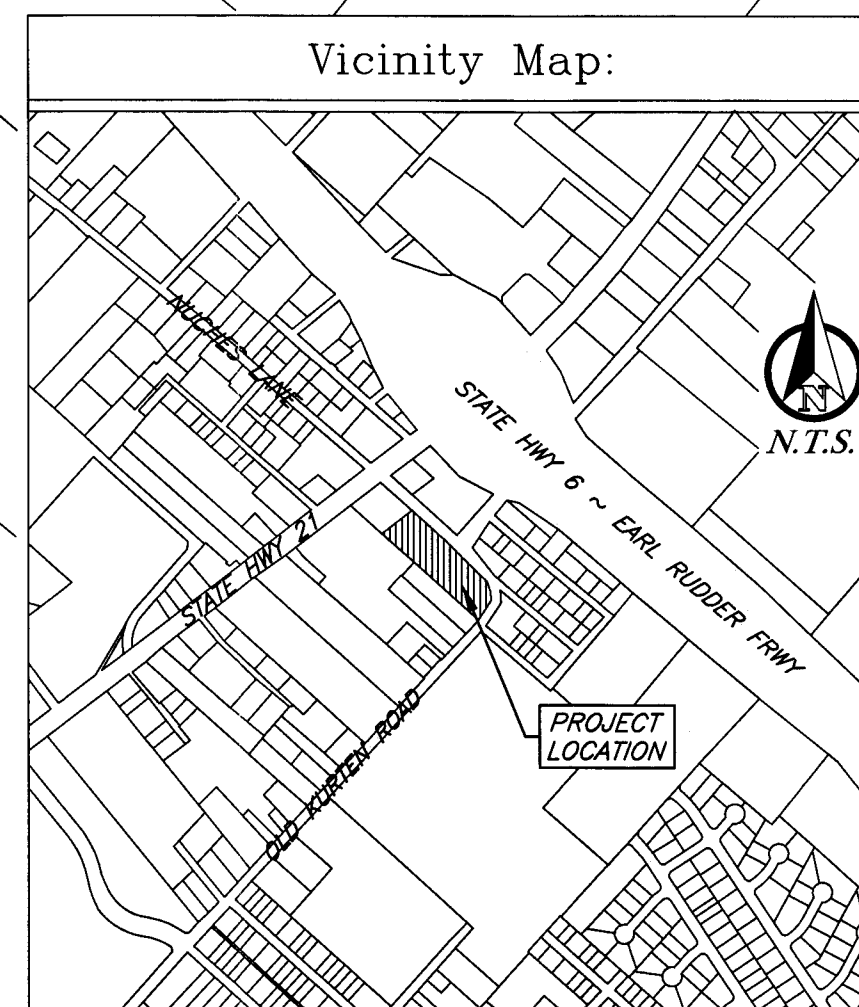 Vicinity Map:
NUCHES LANE
STATE HWY 6 ~ EARL RUDDER FRWY
N
N.T.S.
STATE HWY 21
OLD KURTEN ROAD
PROJECT
LOCATION